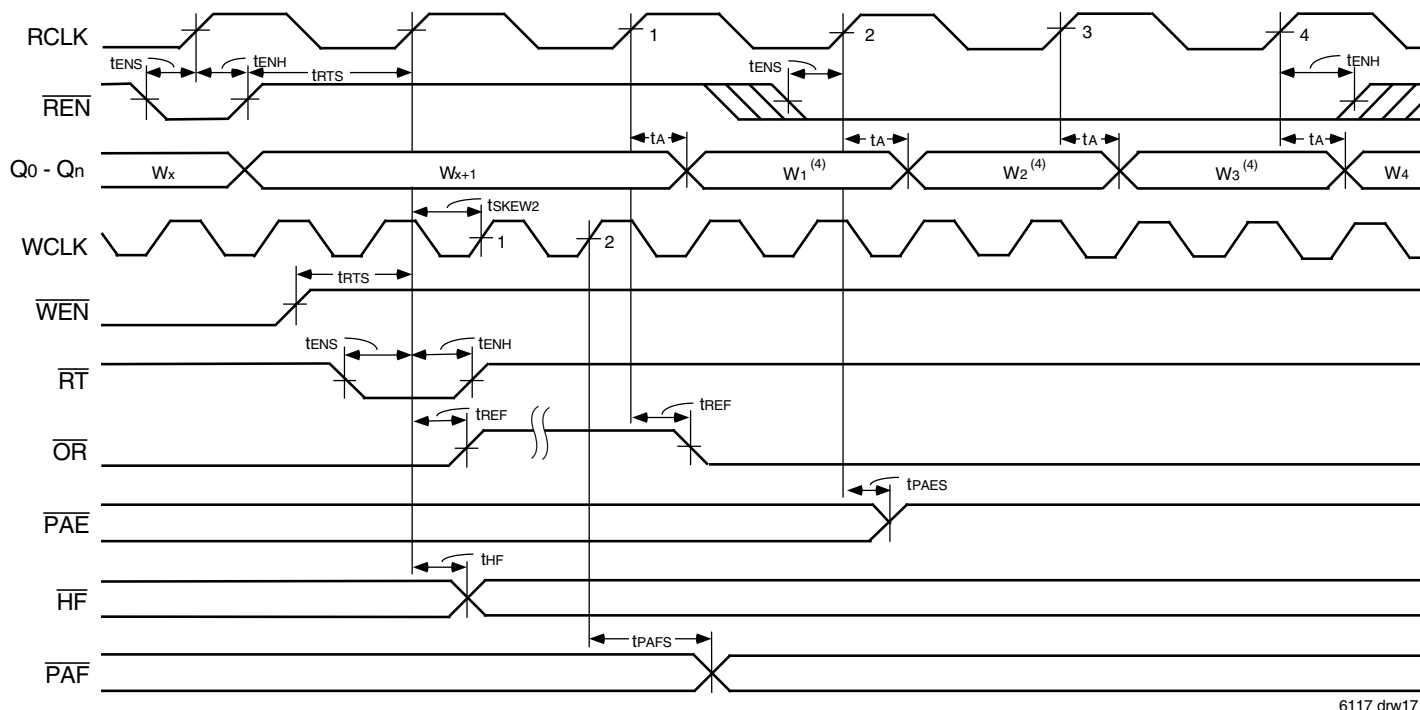 RCLK 1 2 3 4
tENS tENH tRTS tENS tENH
REN
tA tA tA tA
Q0 - Qn Wx Wx+1 W1(4) W2(4) W3(4) W4
tSKEW2
WCLK 1 2
tRTS
WEN
tENS tENH
RT
tREF tREF
OR
tPAES
PAE
tHF
HF
tPAFS
PAF
6117 drw17